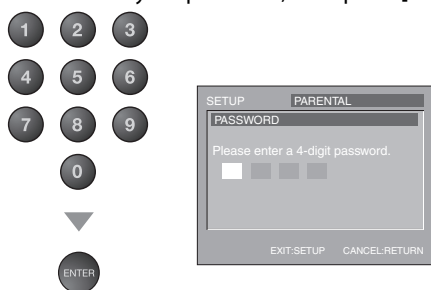 1 2 3
4 5 6
7 8 9
0
ENTER
SETUP PARENTAL
PASSWORD
Please enter a 4-digit password.
EXIT:SETUP CANCEL:RETURN